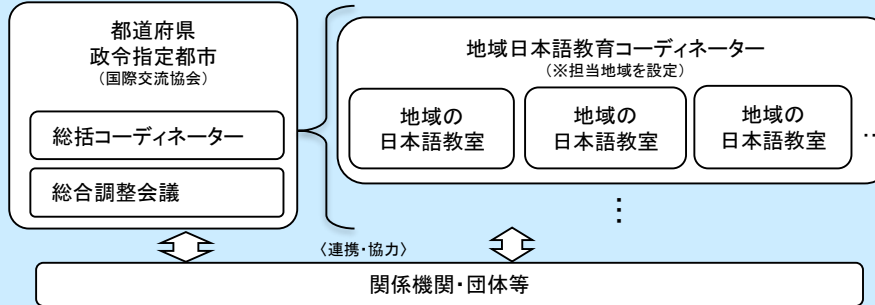 都道府県
政令指定都市
（国際交流協会）
総括コーディネーター
総合調整会議
地域日本語教育コーディネーター
（※担当地域を設定）
地域の
日本語教室
地域の
日本語教室
地域の
日本語教室
…
⋮
〈連携・協力〉
関係機関・団体等